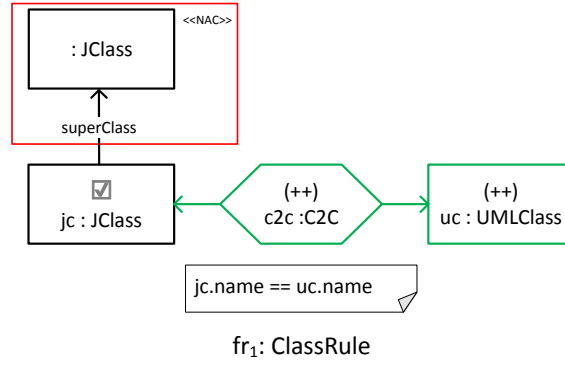 <<NAC>>
: JClass
superClass
jc : JClass
(++)
c2c :C2C
(++)
uc : UMLClass
jc.name == uc.name
fr₁: ClassRule